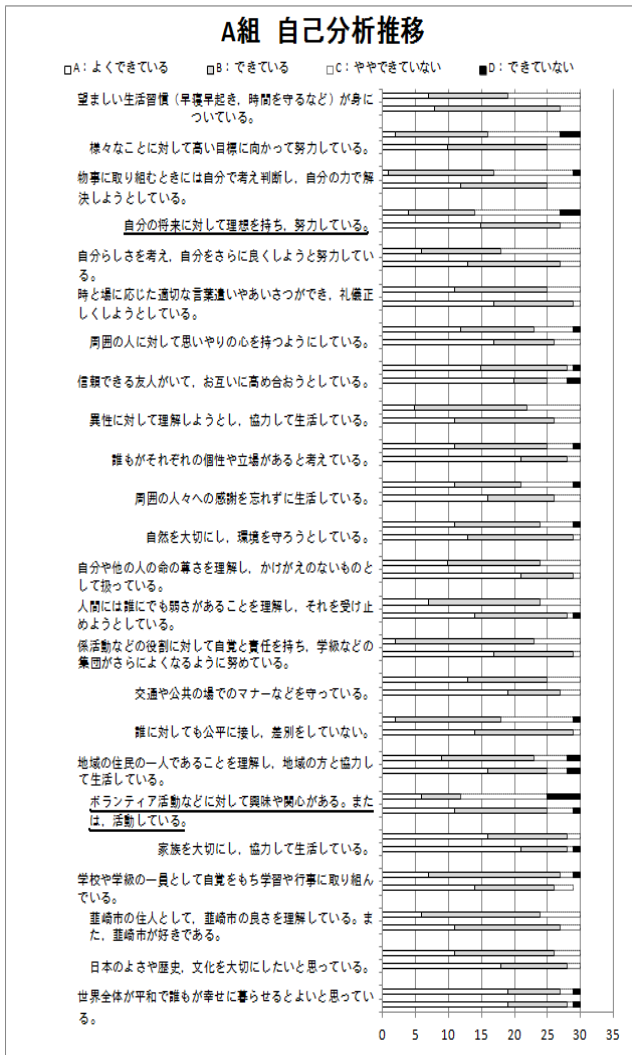 A組 自己分析推移
□A：よくできている □B：できている □C：ややできていない ■D：できていない
望ましい生活習慣（早寝早起き，時間を守るなど）が身に
ついている。
様々なことに対して高い目標に向かって努力している。
物事に取り組むときには自分で考え判断し，自分の力で解
決しようとしている。
自分の将来に対して理想を持ち，努力している。
自分らしさを考え，自分をさらに良くしようと努力してい
る。
時と場に応じた適切な言葉遣いやあいさつができ，礼儀正
しくしようとしている。
周囲の人に対して思いやりの心を持つようにしている。
信頼できる友人がいて，お互いに高め合おうとしている。
異性に対して理解しようとし，協力して生活している。
誰もがそれぞれの個性や立場があると考えている。
周囲の人々への感謝を忘れずに生活している。
自然を大切にし，環境を守ろうとしている。
自分や他の人の命の尊さを理解し，かけがえのないものと
して扱っている。
人間には誰にでも弱さがあることを理解し，それを受け止
めようとしている。
係活動などの役割に対して自覚と責任を持ち，学級などの
集団がさらによくなるように努めている。
交通や公共の場でのマナーなどを守っている。
誰に対しても公平に接し，差別をしていない。
地域の住民の一人であることを理解し，地域の方と協力し
て生活している。
ボランティア活動などに対して興味や関心がある。また
は，活動している。
家族を大切にし，協力して生活している。
学校や学級の一員として自覚をもち学習や行事に取り組ん
でいる。
韮崎市の住人として，韮崎市の良さを理解している。ま
た，韮崎市が好きである。
日本のよさや歴史，文化を大切にしたいと思っている。
世界全体が平和で誰もが幸せに暮らせるとよいと思ってい
る。
0 5 10 15 20 25 30 35